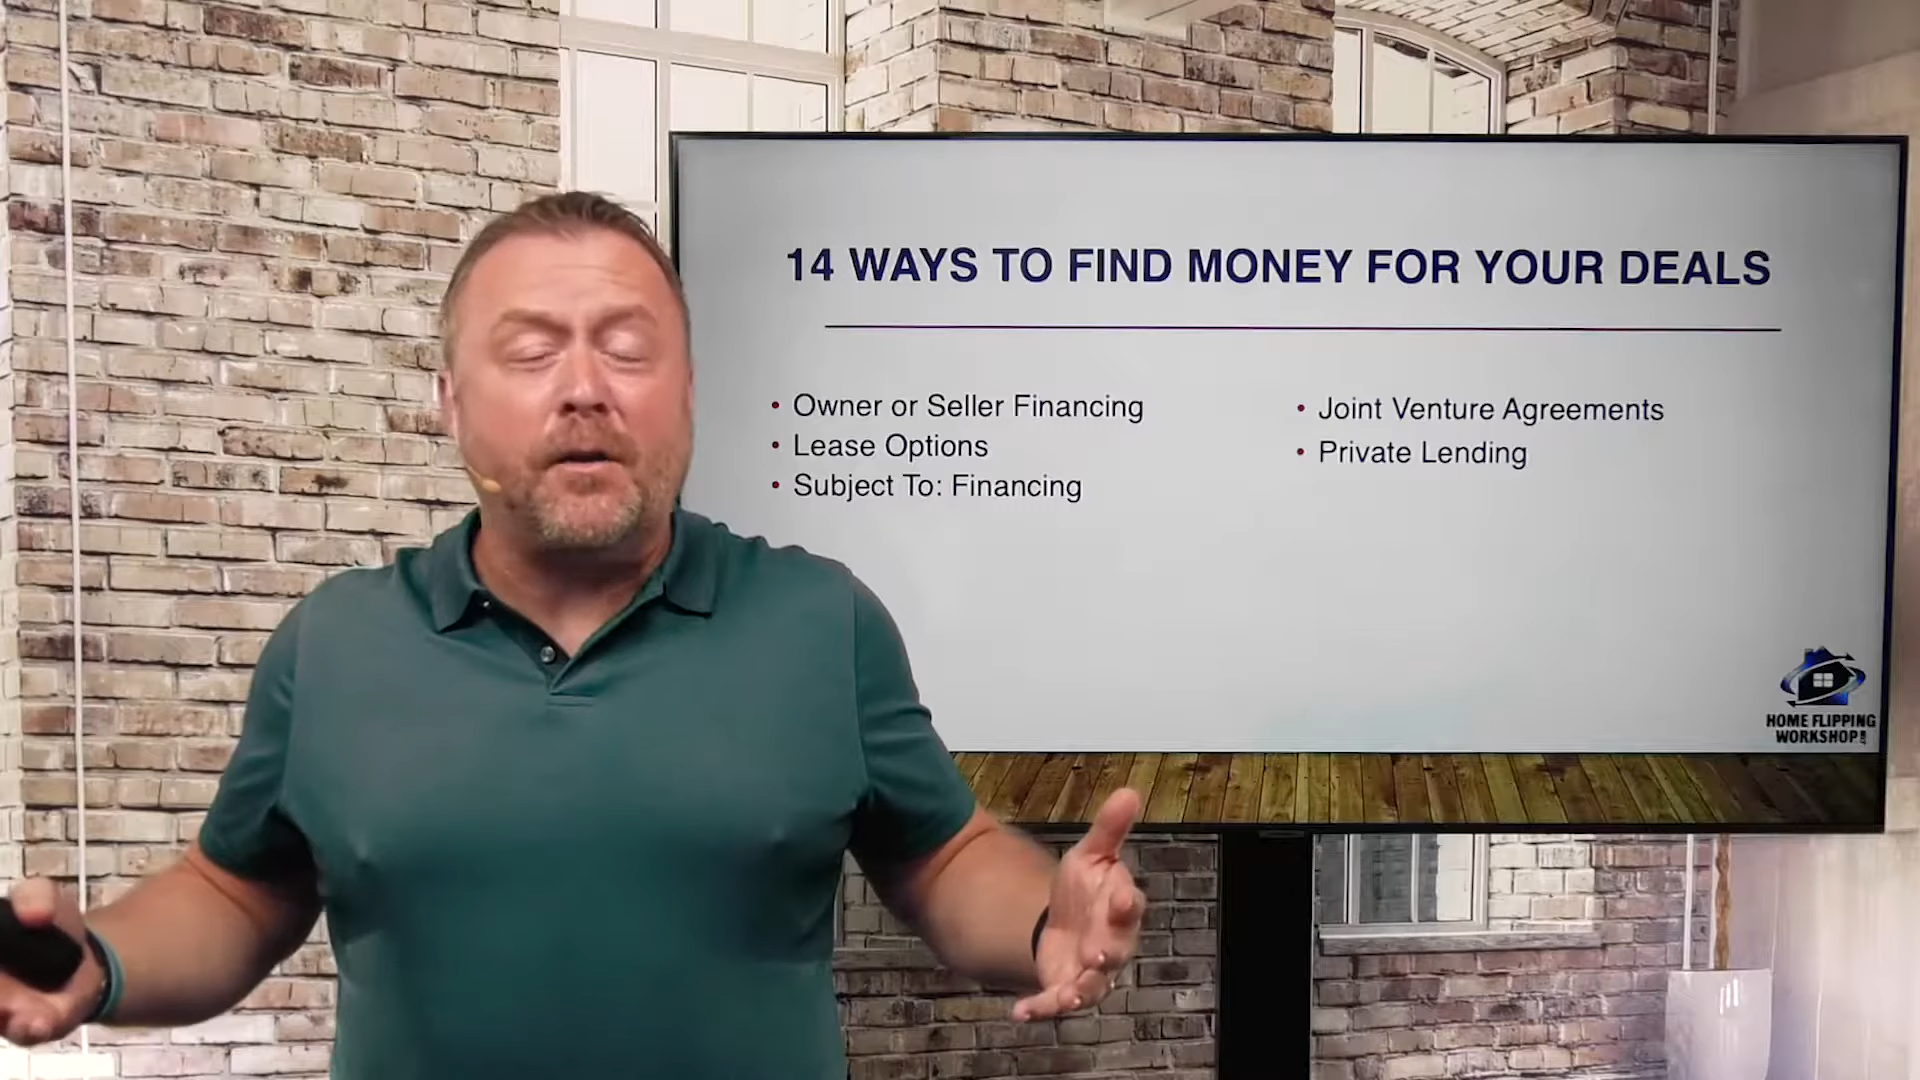 14 WAYS TO FIND MONEY FOR YOUR DEALS
• Owner or Seller Financing
• Lease Options
• Subject To: Financing
• Joint Venture Agreements
• Private Lending
HOME FLIPPING
WORKSHOP!